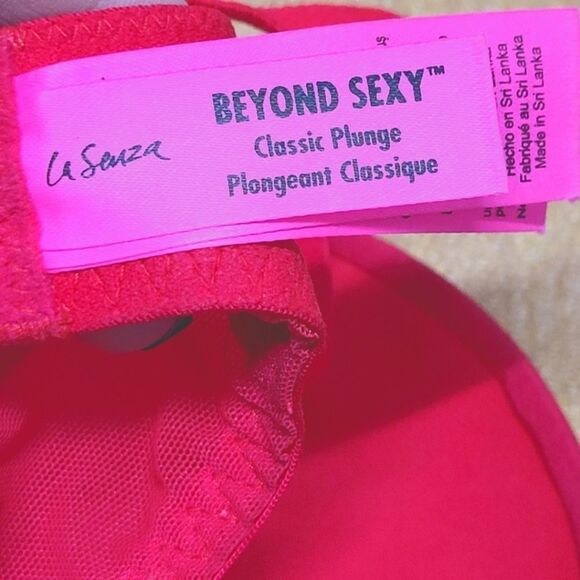 La Senza
BEYOND SEXY™
Classic Plunge
Plongeant Classique
Hecho en Sri Lanka
Fabriqué au Sri Lanka
Made in Sri Lanka